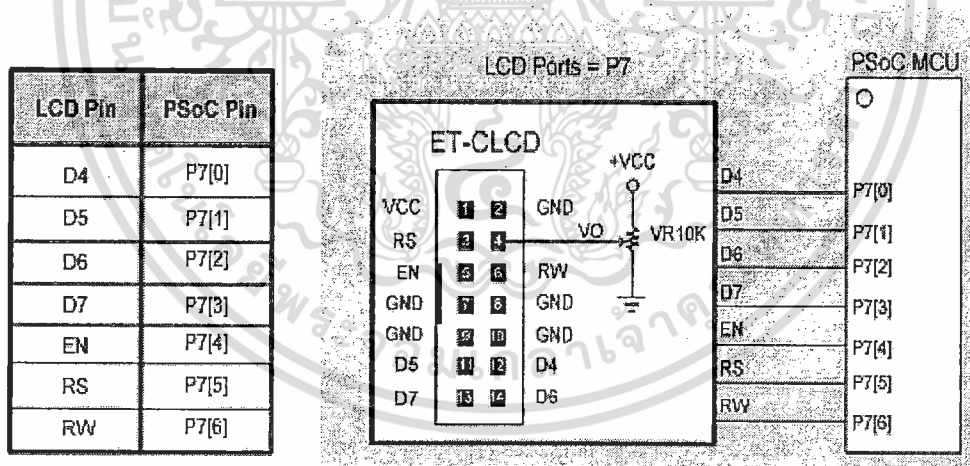 LCD Pin PSoC Pin
D4 P7[0]
D5 P7[1]
D6 P7[2]
D7 P7[3]
EN P7[4]
RS P7[5]
RW P7[6]
LCD Ports = P7
PSoC MCU
ET-CLCD
+VCC
VCC 1 2 GND
RS 3 4 VO VR10K
EN 5 6 RW
GND 7 8 GND
GND 9 10 GND
D5 11 12 D4
D7 13 14 D6
D4 P7[0]
D5 P7[1]
D6 P7[2]
D7 P7[3]
EN P7[4]
RS P7[5]
RW P7[6]